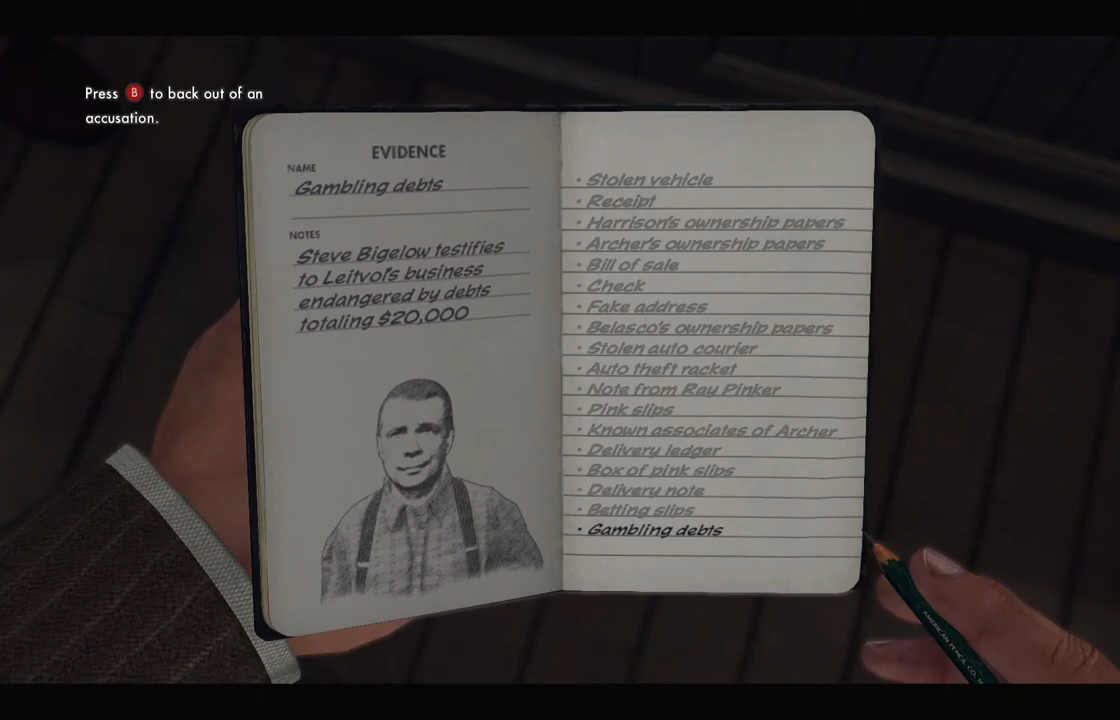 Press B to back out of an
accusation.
EVIDENCE
NAME
Gambling debts
NOTES
Steve Bigelow testifies
to Leitvol's business
endangered by debts
totaling $20,000
• Stolen vehicle
• Receipt
• Harrison's ownership papers
• Archer's ownership papers
• Bill of sale
• Check
• Fake address
• Belasco's ownership papers
• Stolen auto courier
• Auto theft racket
• Note from Ray Pinker
• Pink slips
• Known associates of Archer
• Delivery ledger
• Box of pink slips
• Delivery note
• Betting slips
• Gambling debts
AMERICAN PENCIL CO.